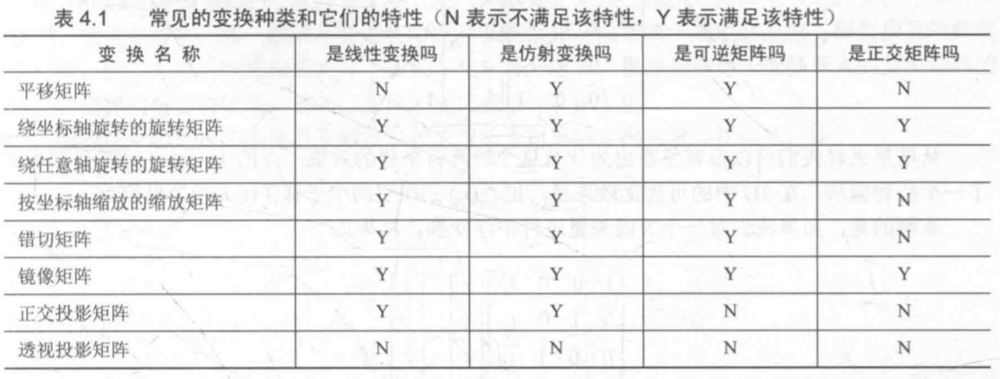 表 4.1 常见的变换种类和它们的特性（N 表示不满足该特性，Y 表示满足该特性）
变 换 名 称 是线性变换吗 是仿射变换吗 是可逆矩阵吗 是正交矩阵吗
平移矩阵 N Y Y N
绕坐标轴旋转的旋转矩阵 Y Y Y Y
绕任意轴旋转的旋转矩阵 Y Y Y Y
按坐标轴缩放的缩放矩阵 Y Y Y N
错切矩阵 Y Y Y N
镜像矩阵 Y Y Y Y
正交投影矩阵 Y Y N N
透视投影矩阵 N N N N